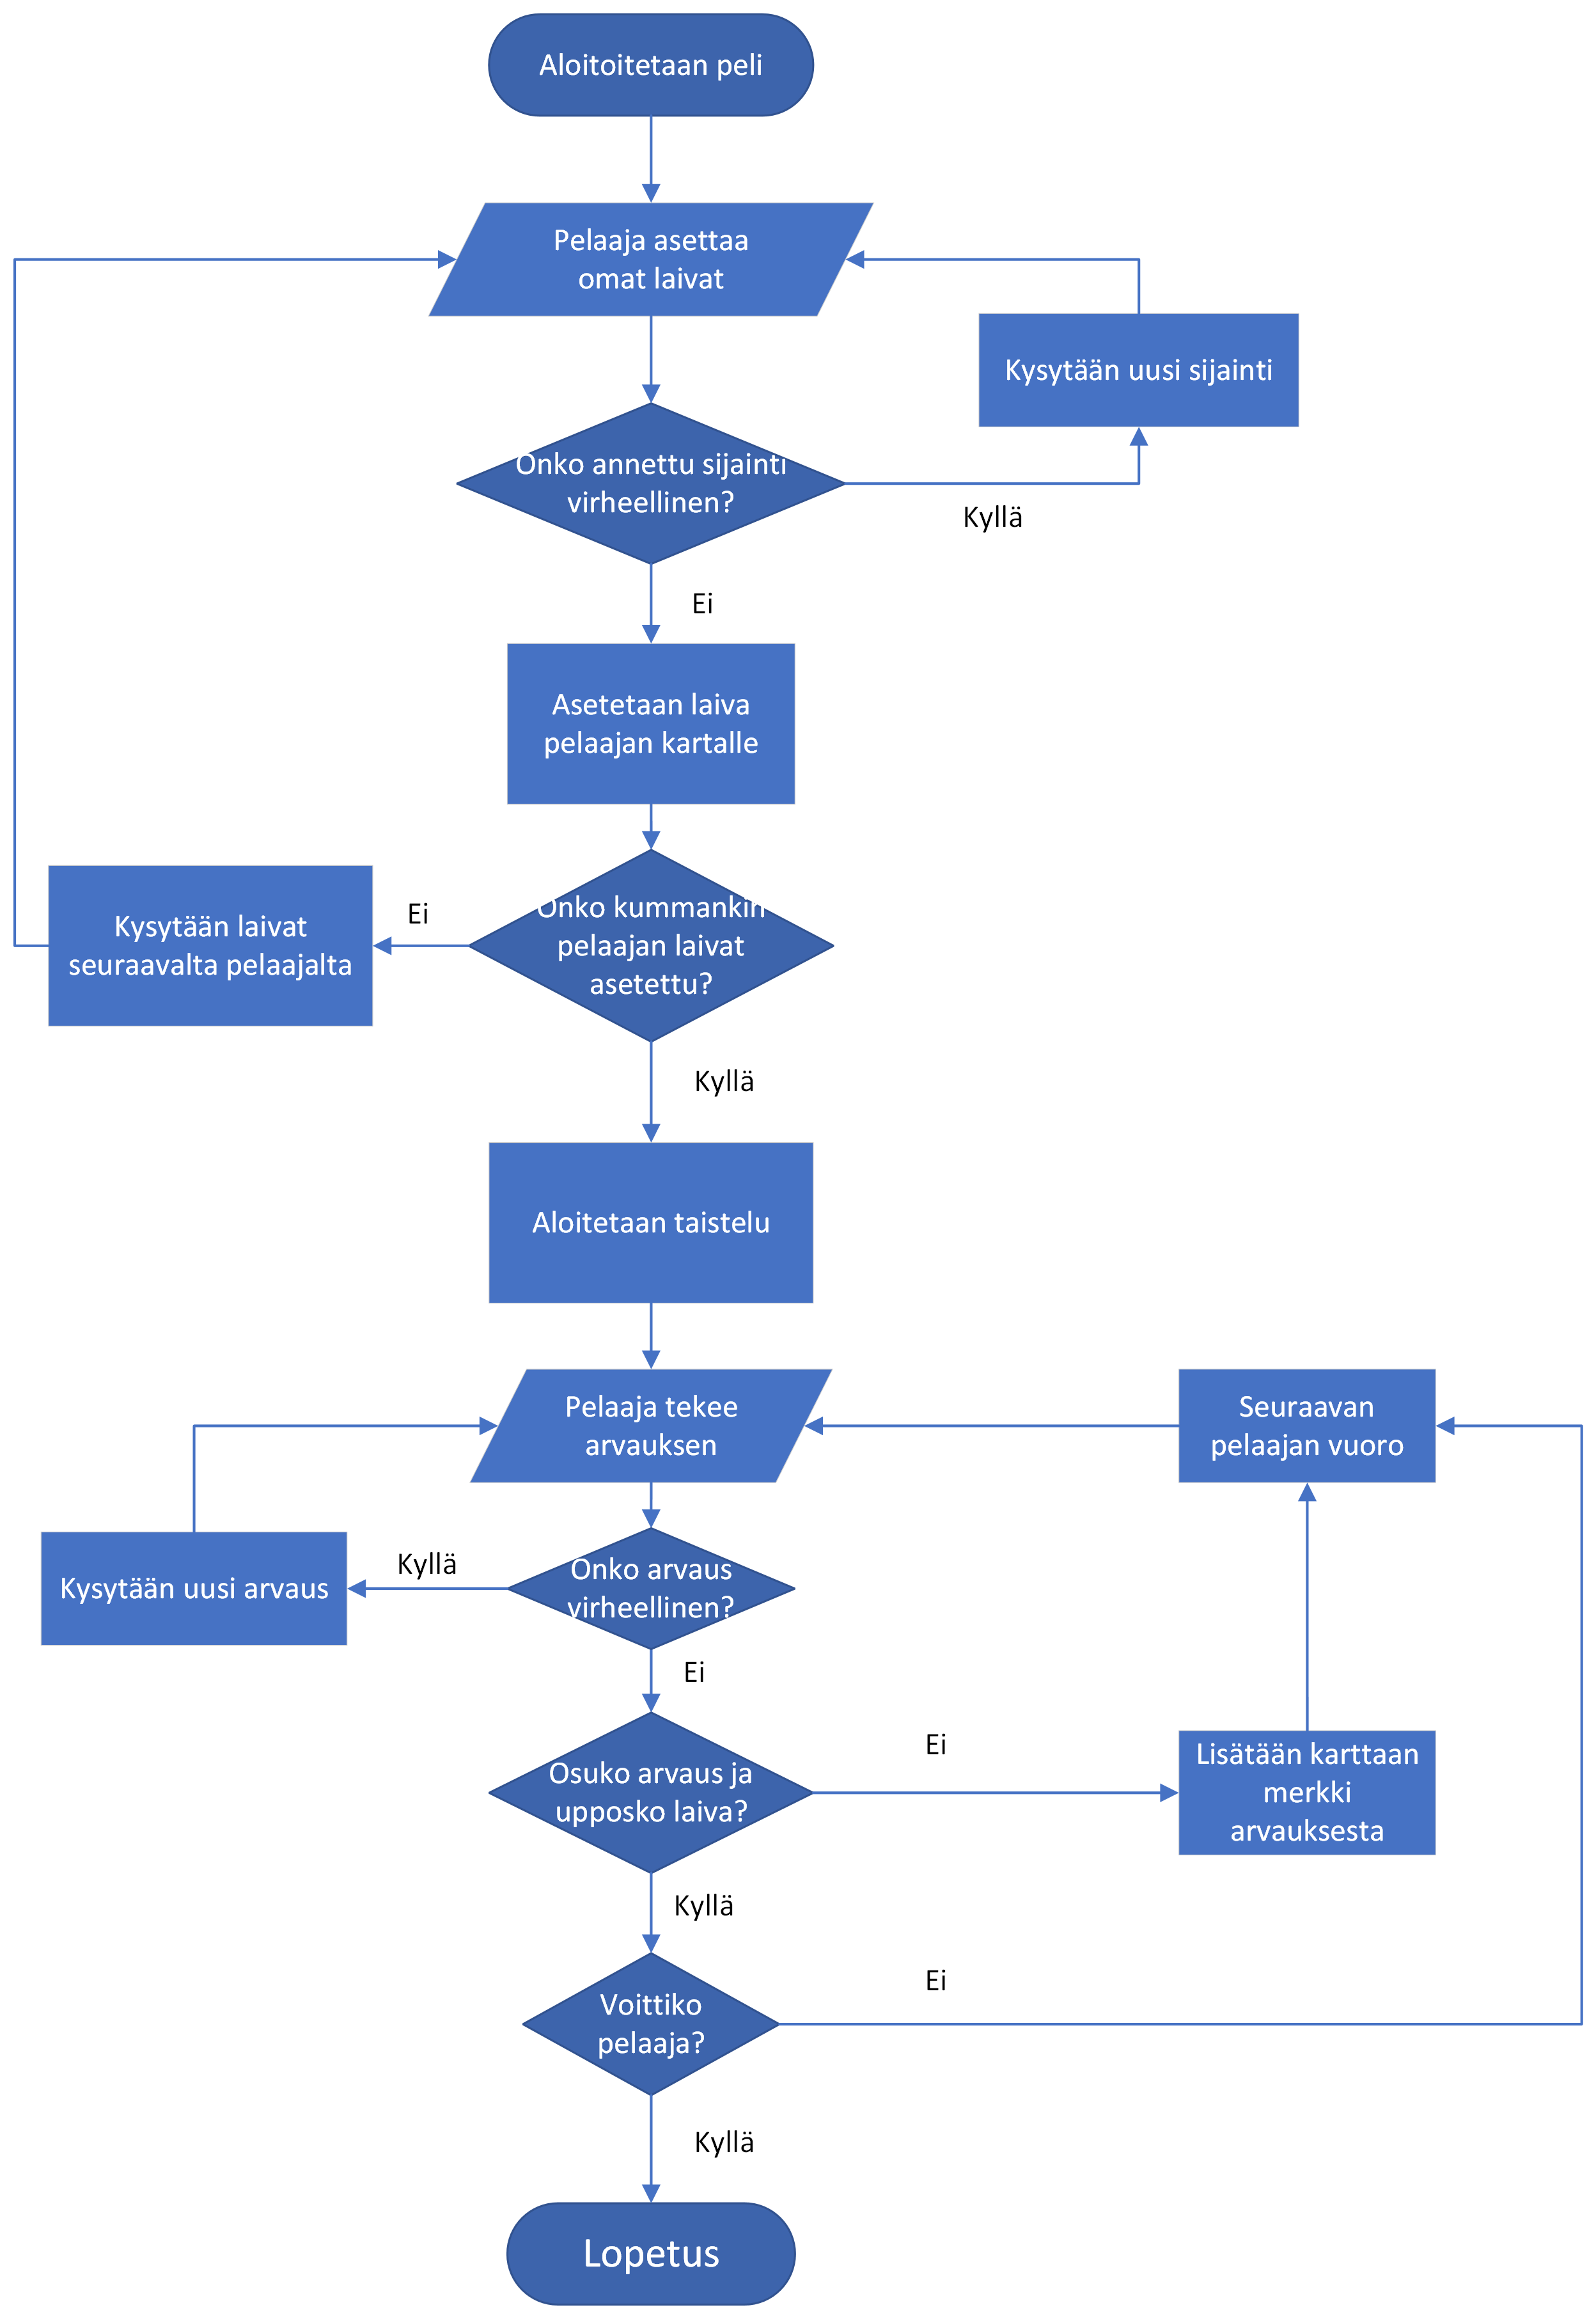 Aloitoitetaan peli
Pelaaja asettaa
omat laivat
Kysytään uusi sijainti
Onko annettu sijainti
virheellinen?
Kyllä
Ei
Asetetaan laiva
pelaajan kartalle
Onko kummankin
pelaajan laivat
asetettu?
Ei
Kysytään laivat
seuraavalta pelaajalta
Kyllä
Aloitetaan taistelu
Pelaaja tekee
arvauksen
Seuraavan
pelaajan vuoro
Onko arvaus
virheellinen?
Kyllä
Kysytään uusi arvaus
Ei
Osuko arvaus ja
upposko laiva?
Ei
Lisätään karttaan
merkki
arvauksesta
Kyllä
Voittiko
pelaaja?
Ei
Kyllä
Lopetus